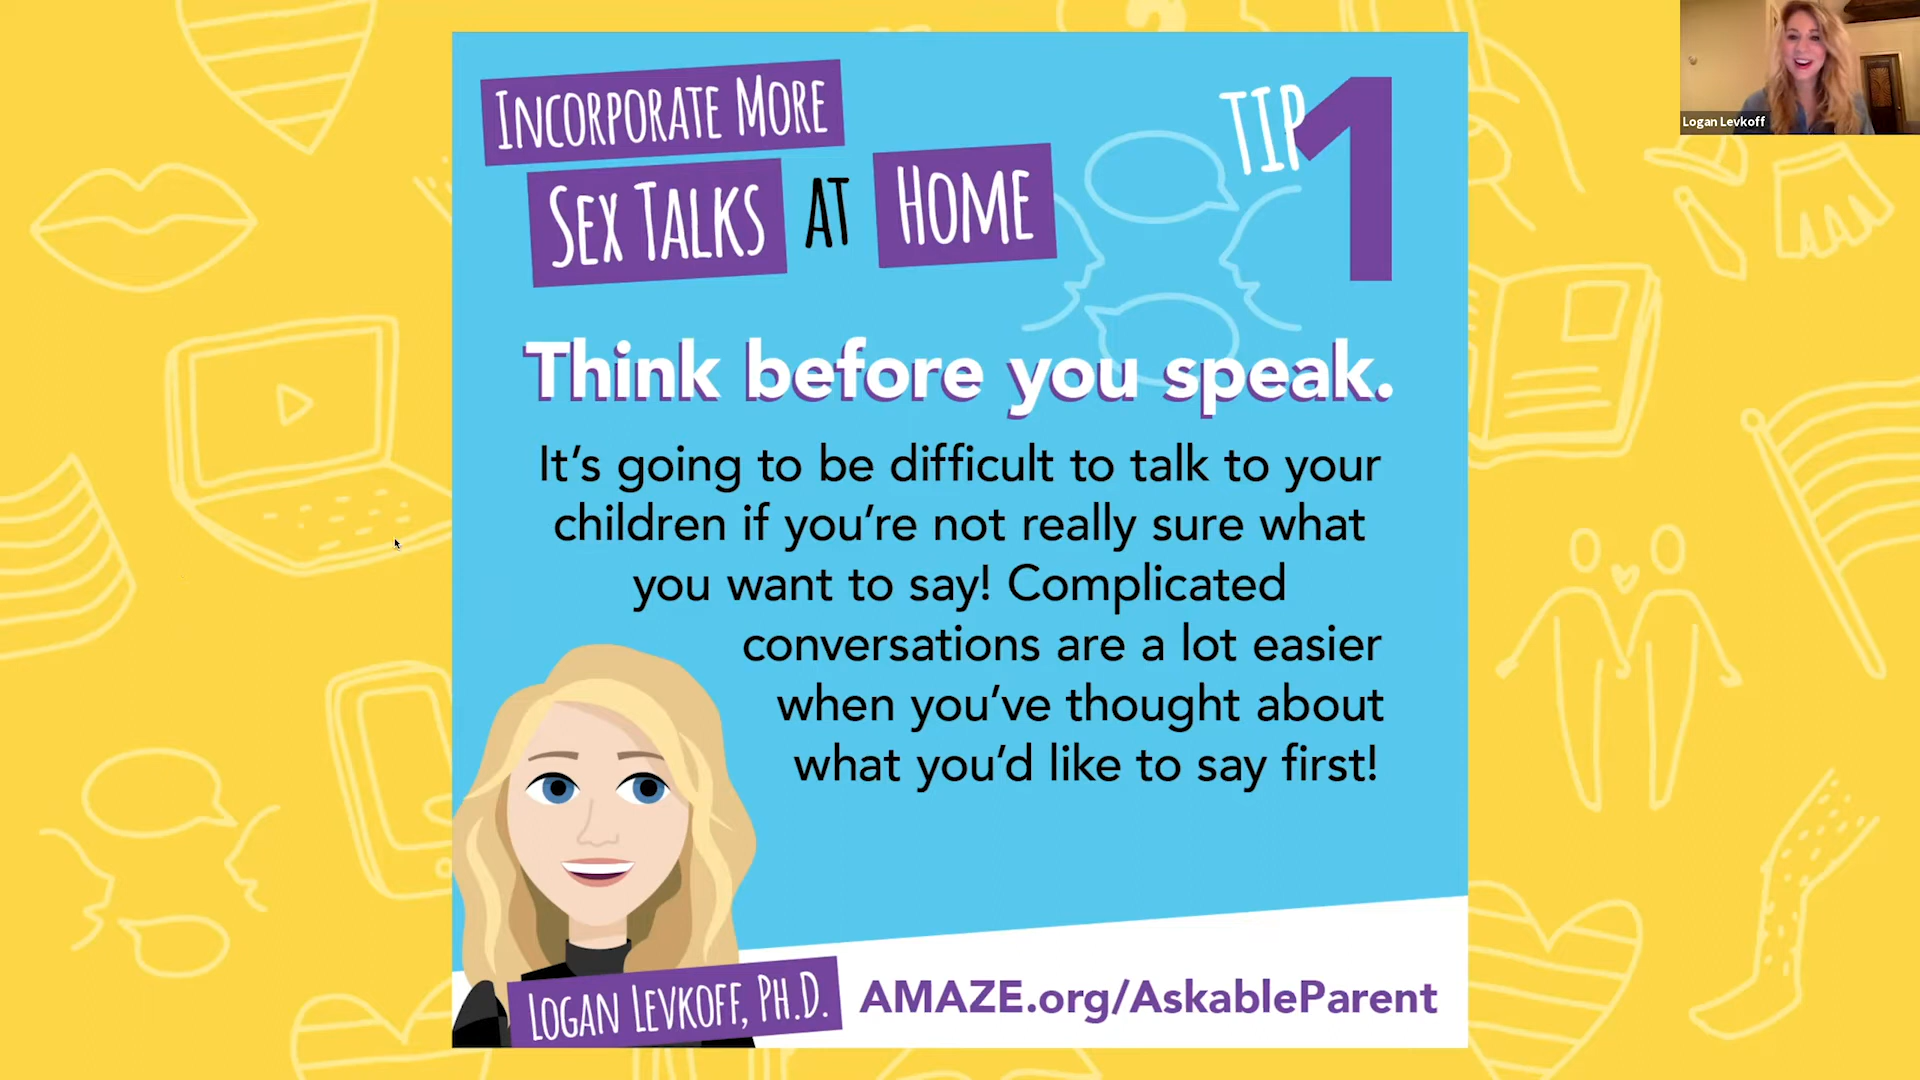 Incorporate More
Sex Talks at Home
Tip 1
Think before you speak.
It's going to be difficult to talk to your
children if you're not really sure what
you want to say! Complicated
conversations are a lot easier
when you've thought about
what you'd like to say first!
Logan Levkoff, Ph.D.
AMAZE.org/AskableParent
Logan Levkoff